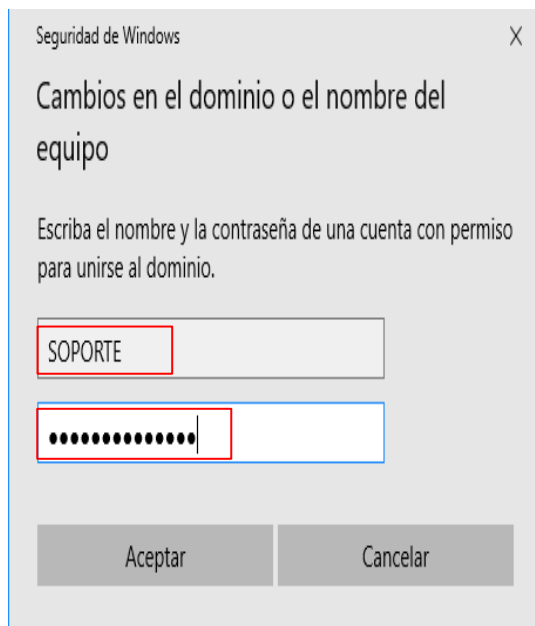 Seguridad de Windows
Cambios en el dominio o el nombre del
equipo
Escriba el nombre y la contraseña de una cuenta con permiso
para unirse al dominio.
SOPORTE
●●●●●●●●●●●●●●
Aceptar Cancelar